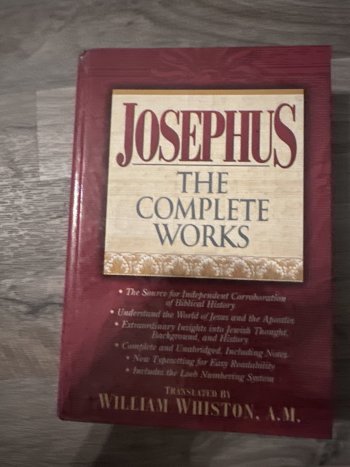 JOSEPHUS
THE
COMPLETE
WORKS
• The Source for Independent Corroboration
of Biblical History
• Understand the World of Jesus and the Apostles
• Extraordinary Insights into Jewish Thought,
Background, and History
• Complete and Unabridged, Including Notes
• New Typesetting for Easy Readability
• Includes the Loeb Numbering System
TRANSLATED BY
WILLIAM WHISTON, A.M.